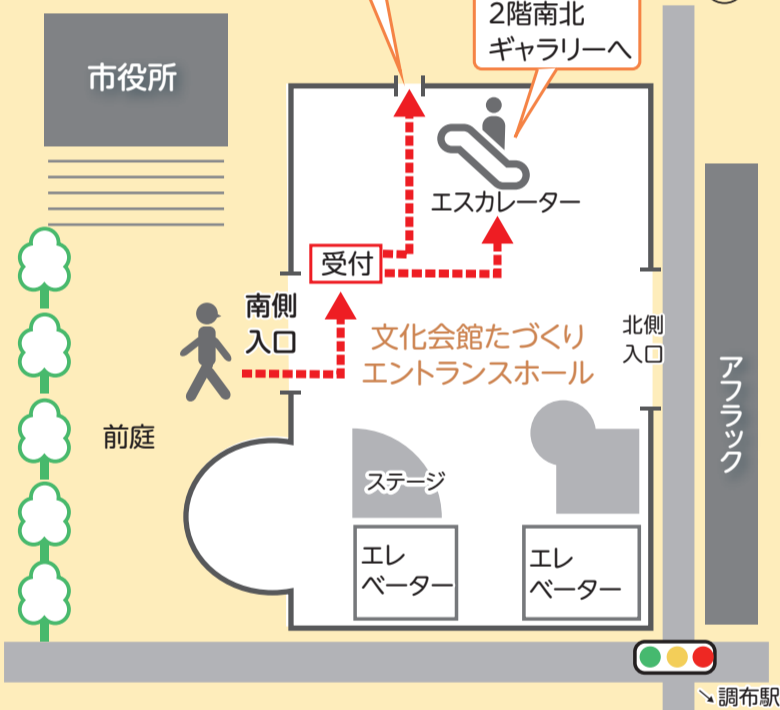 2階南北
ギャラリーへ
市役所
エスカレーター
受付
南側
入口
文化会館たづくり
エントランスホール
北側
入口
アフラック
前庭
ステージ
エレ
ベーター
エレ
ベーター
↘調布駅